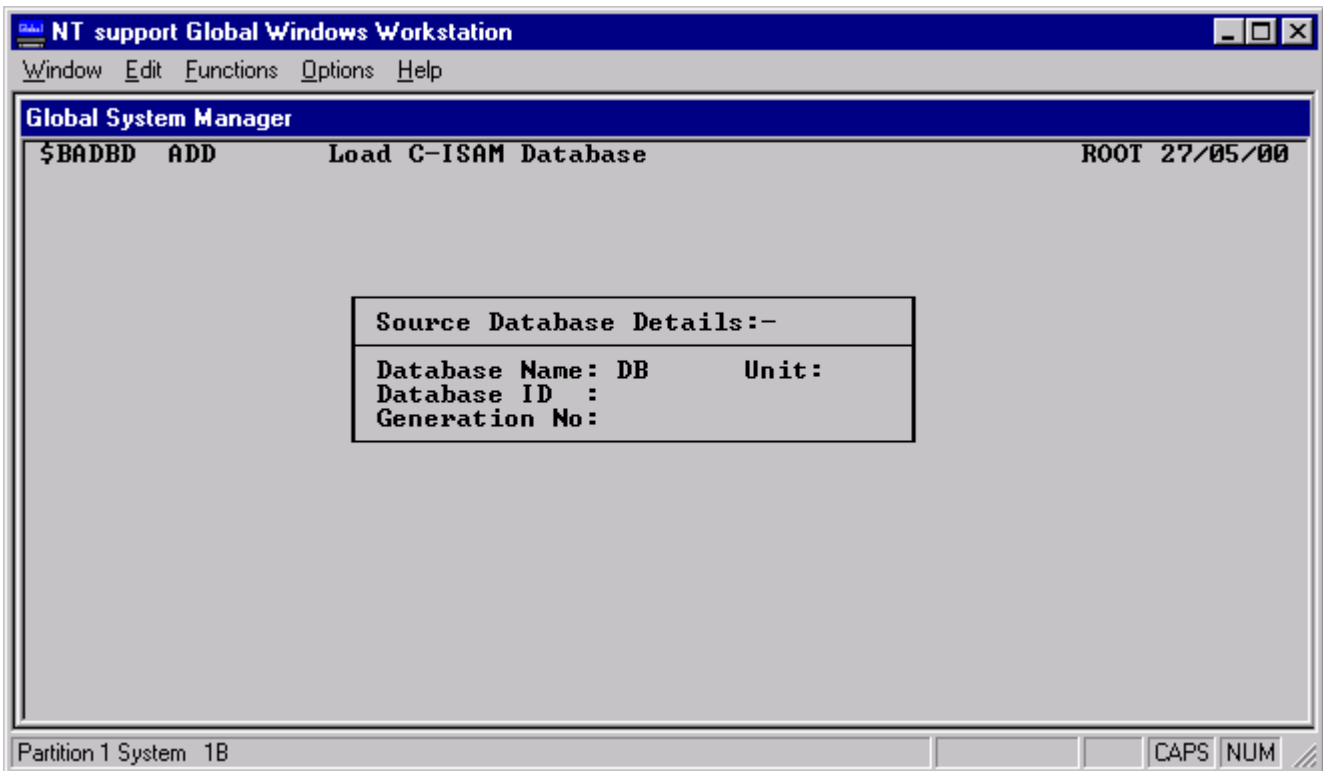 NT support Global Windows Workstation
Window Edit Functions Options Help
Global System Manager
$BADBD ADD Load C-ISAM Database ROOT 27/05/00
Source Database Details:-
Database Name: DB Unit:
Database ID :
Generation No:
Partition 1 System 1B CAPS NUM